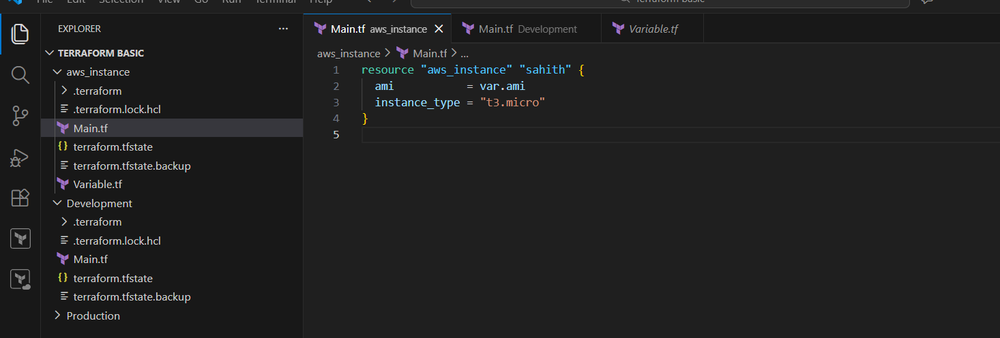 File Edit Selection View Go Run Terminal Help
Terraform basic
EXPLORER
TERRAFORM BASIC
aws_instance
.terraform
.terraform.lock.hcl
Main.tf
terraform.tfstate
terraform.tfstate.backup
Variable.tf
Development
.terraform
.terraform.lock.hcl
Main.tf
terraform.tfstate
terraform.tfstate.backup
Production
Main.tf aws_instance
Main.tf Development
Variable.tf
aws_instance > Main.tf > ...
1 resource "aws_instance" "sahith" {
2 ami = var.ami
3 instance_type = "t3.micro"
4 }
5